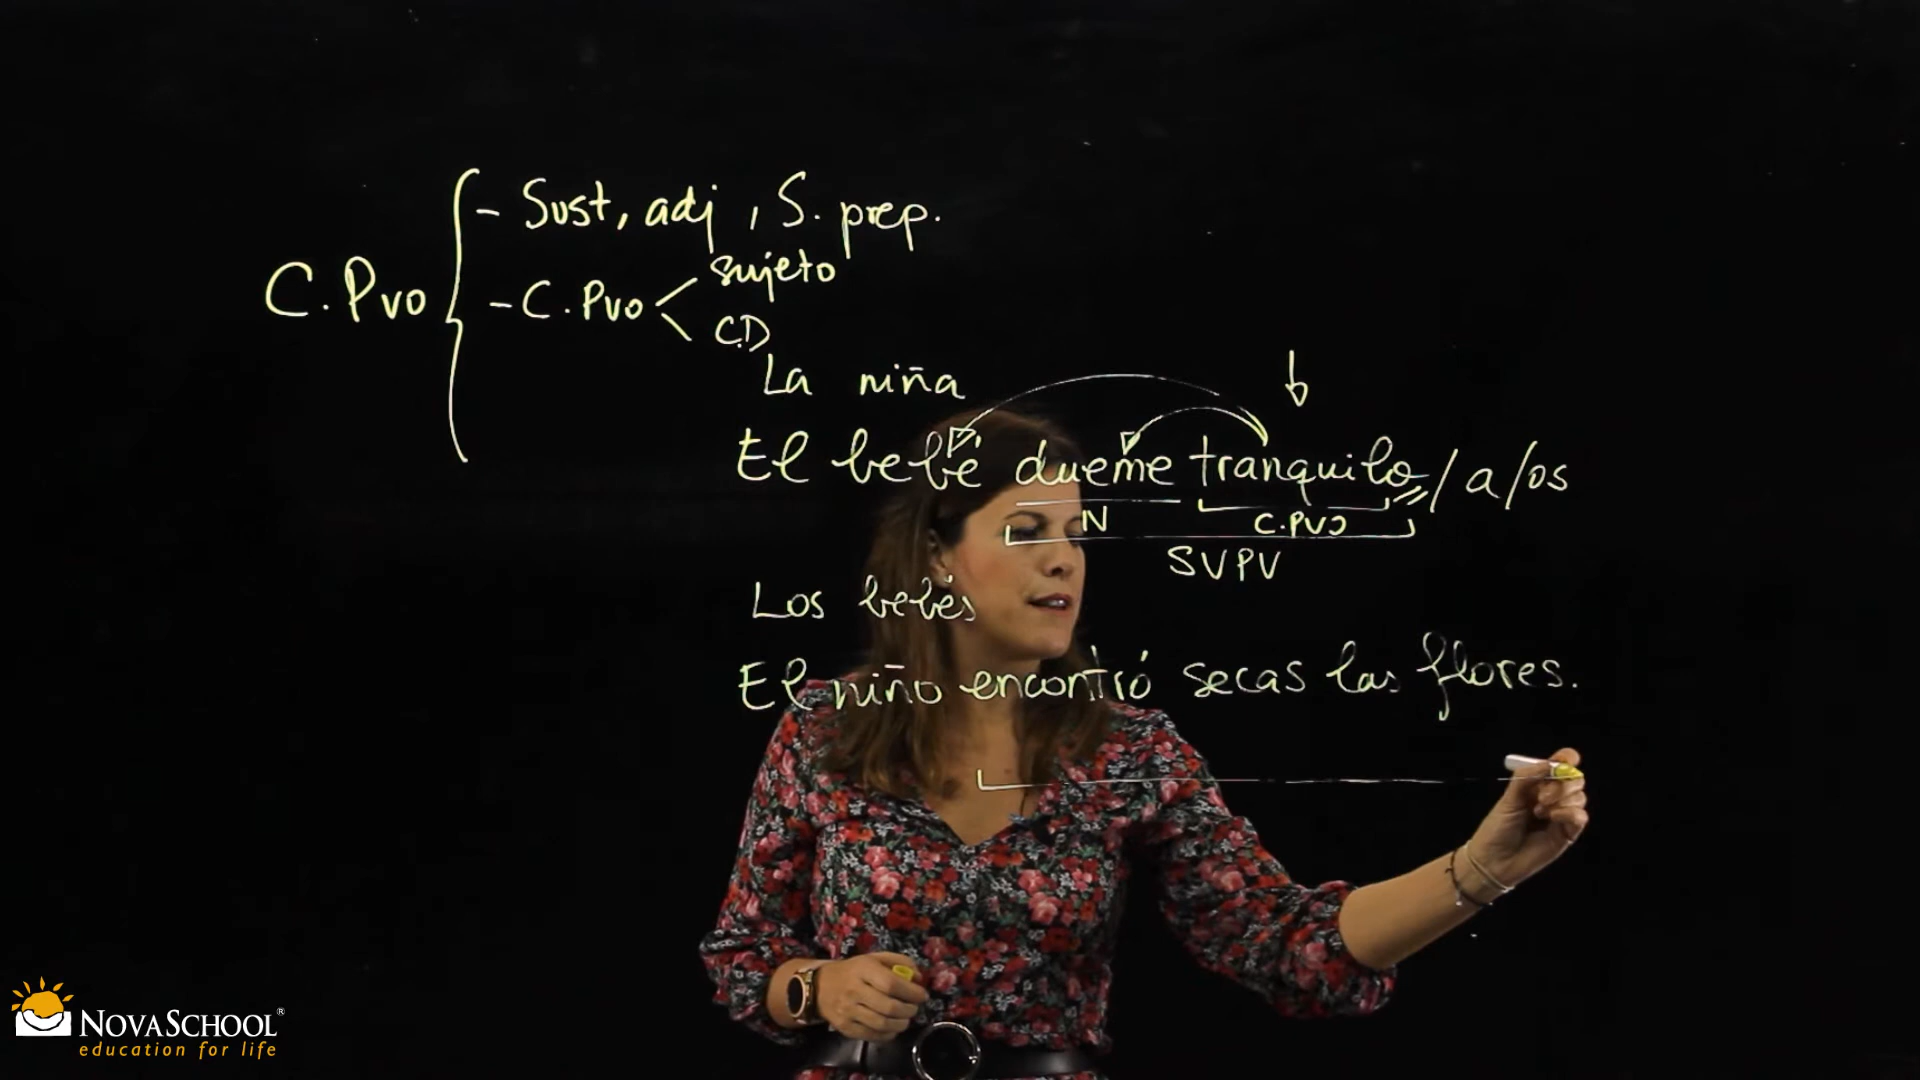 C.Pvo
- Sust, adj, S. prep.
- C.Pvo
sujeto
C.D
La niña
El bebé dueme tranquilo/a/os
N
C.PVO
SVPV
Los bebés
El niño encontró secas las flores.
NOVASCHOOL®
education for life